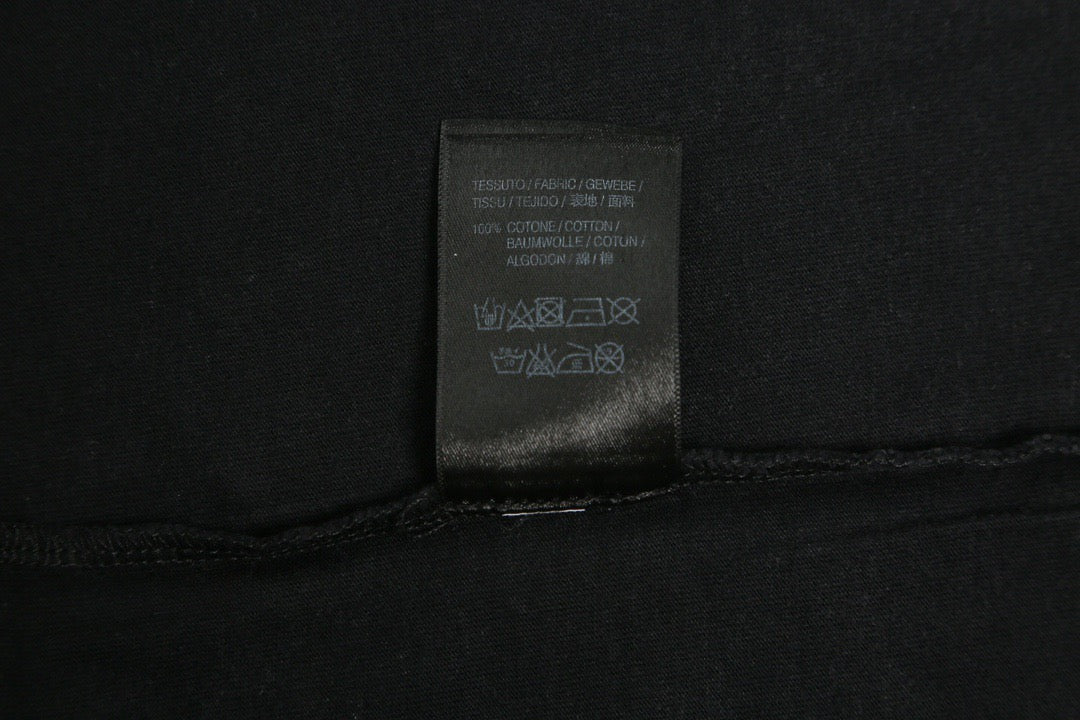 TESSUTO / FABRIC / GEWEBE /
TISSU / TEJIDO / 表地 / 面料
100% COTONE / COTTON /
BAUMWOLLE / COTON /
ALGODON / 綿 / 棉